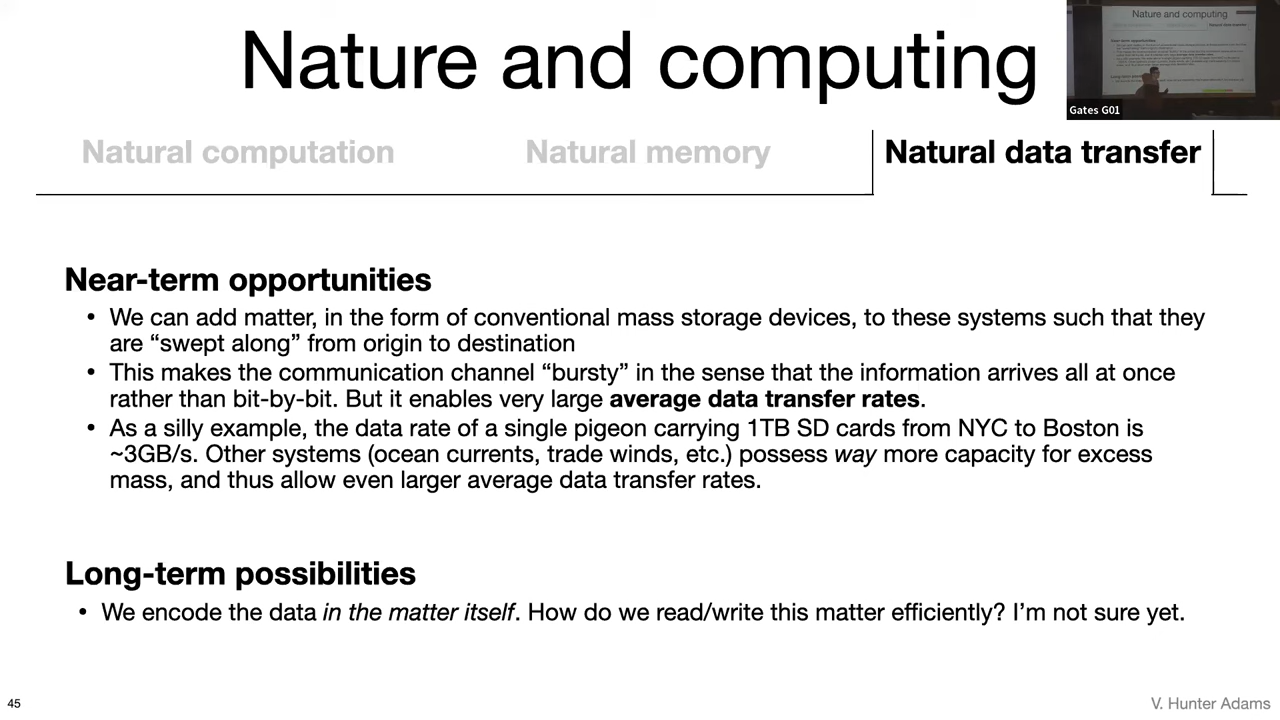 Nature and computing
Gates G01
Natural computation
Natural memory
Natural data transfer
Near-term opportunities
• We can add matter, in the form of conventional mass storage devices, to these systems such that they
are “swept along” from origin to destination
• This makes the communication channel “bursty” in the sense that the information arrives all at once
rather than bit-by-bit. But it enables very large average data transfer rates.
• As a silly example, the data rate of a single pigeon carrying 1TB SD cards from NYC to Boston is
~3GB/s. Other systems (ocean currents, trade winds, etc.) possess way more capacity for excess
mass, and thus allow even larger average data transfer rates.
Long-term possibilities
• We encode the data in the matter itself. How do we read/write this matter efficiently? I’m not sure yet.
45
V. Hunter Adams
Nature and computing
Natural data transfer